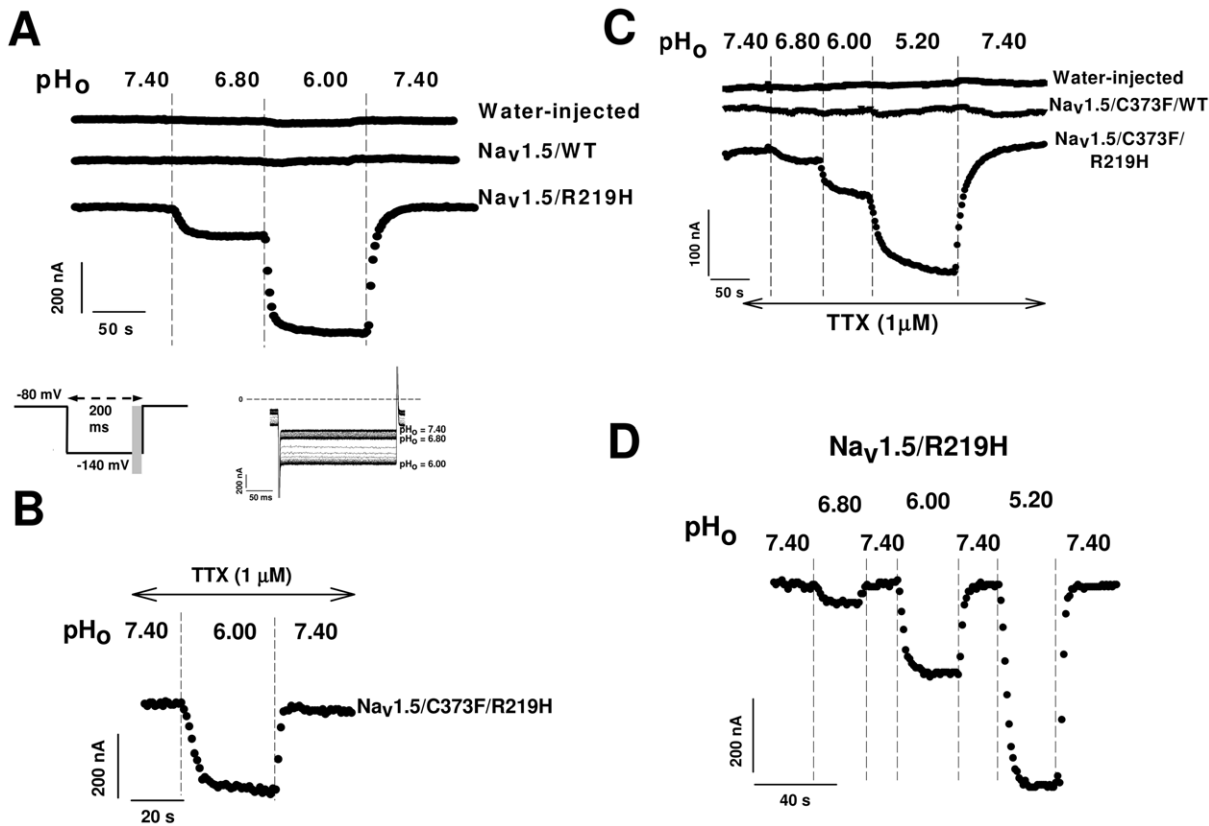 A
pHo 7.40 6.80 6.00 7.40
Water-injected
Nav1.5/WT
Nav1.5/R219H
200 nA
50 s
-80 mV
200
ms
-140 mV
0
pHo = 7.40
pHo = 6.80
pHo = 6.00
200 nA
50 ms
B
TTX (1 μM)
pHo 7.40 6.00 7.40
Nav1.5/C373F/R219H
200 nA
20 s
C
pHo 7.40 6.80 6.00 5.20 7.40
Water-injected
Nav1.5/C373F/WT
Nav1.5/C373F/
R219H
100 nA
50 s
TTX (1μM)
D
Nav1.5/R219H
6.80 6.00 5.20
pHo 7.40 7.40 7.40 7.40
200 nA
40 s